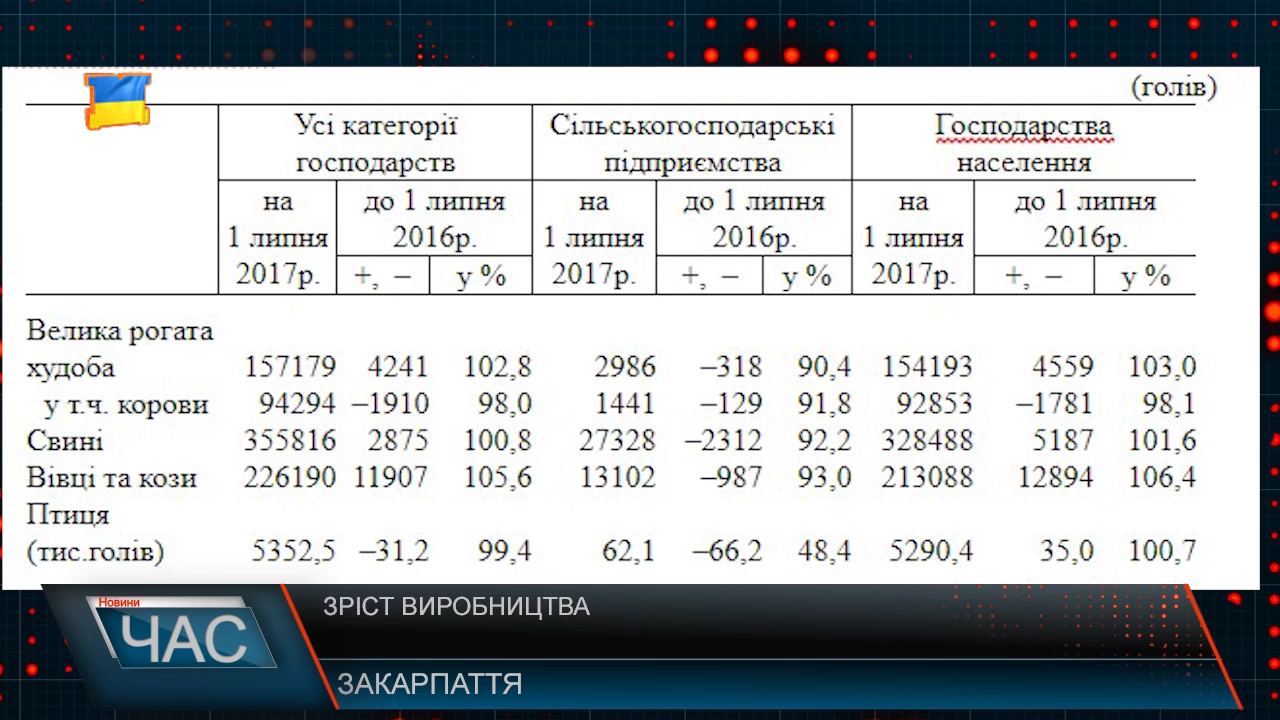 (голів)
Усі категорії господарств Сільськогосподарські підприємства Господарства населення
на 1 липня 2017р. до 1 липня 2016р. на 1 липня 2017р. до 1 липня 2016р. на 1 липня 2017р. до 1 липня 2016р.
+, – у % +, – у % +, – у %
Велика рогата
худоба 157179 4241 102,8 2986 –318 90,4 154193 4559 103,0
у т.ч. корови 94294 –1910 98,0 1441 –129 91,8 92853 –1781 98,1
Свині 355816 2875 100,8 27328 –2312 92,2 328488 5187 101,6
Вівці та кози 226190 11907 105,6 13102 –987 93,0 213088 12894 106,4
Птиця
(тис.голів) 5352,5 –31,2 99,4 62,1 –66,2 48,4 5290,4 35,0 100,7
Новини
ЧАС
ЗРІСТ ВИРОБНИЦТВА
ЗАКАРПАТТЯ